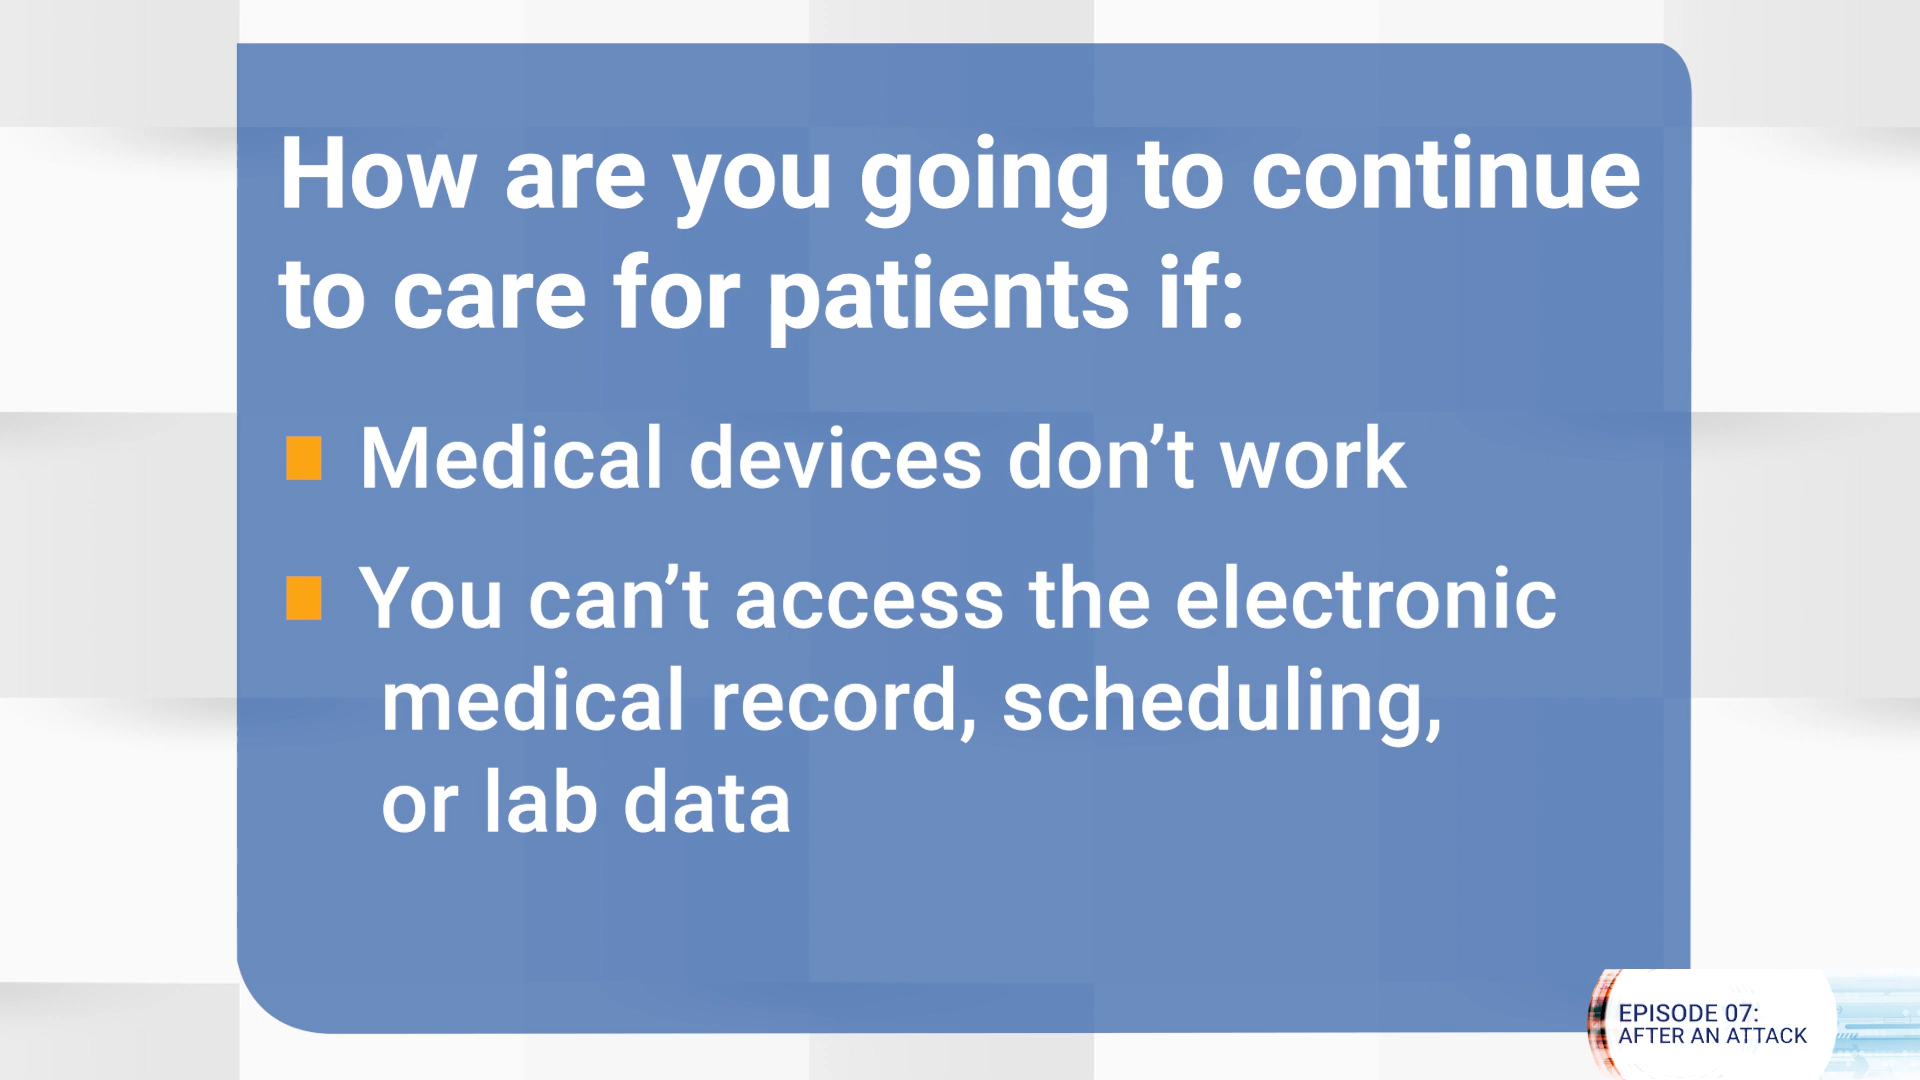 How are you going to continue
to care for patients if:
Medical devices don’t work
You can’t access the electronic
medical record, scheduling,
or lab data
EPISODE 07:
AFTER AN ATTACK